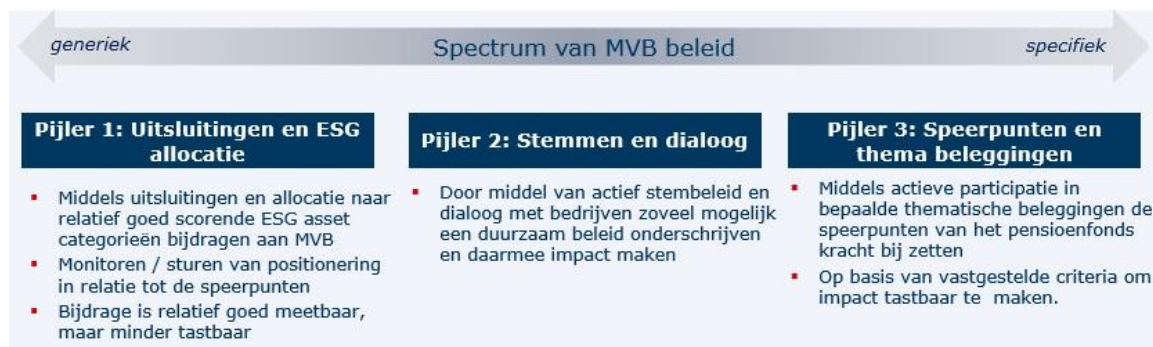 generiek
Spectrum van MVB beleid
specifiek
Pijler 1: Uitsluitingen en ESG
allocatie
▪ Middels uitsluitingen en allocatie naar
relatief goed scorende ESG asset
categorieën bijdragen aan MVB
▪ Monitoren / sturen van positionering
in relatie tot de speerpunten
▪ Bijdrage is relatief goed meetbaar,
maar minder tastbaar
Pijler 2: Stemmen en dialoog
▪ Door middel van actief stembeleid en
dialoog met bedrijven zoveel mogelijk
een duurzaam beleid onderschrijven
en daarmee impact maken
Pijler 3: Speerpunten en
thema beleggingen
▪ Middels actieve participatie in
bepaalde thematische beleggingen de
speerpunten van het pensioenfonds
kracht bij zetten
▪ Op basis van vastgestelde criteria om
impact tastbaar te maken.